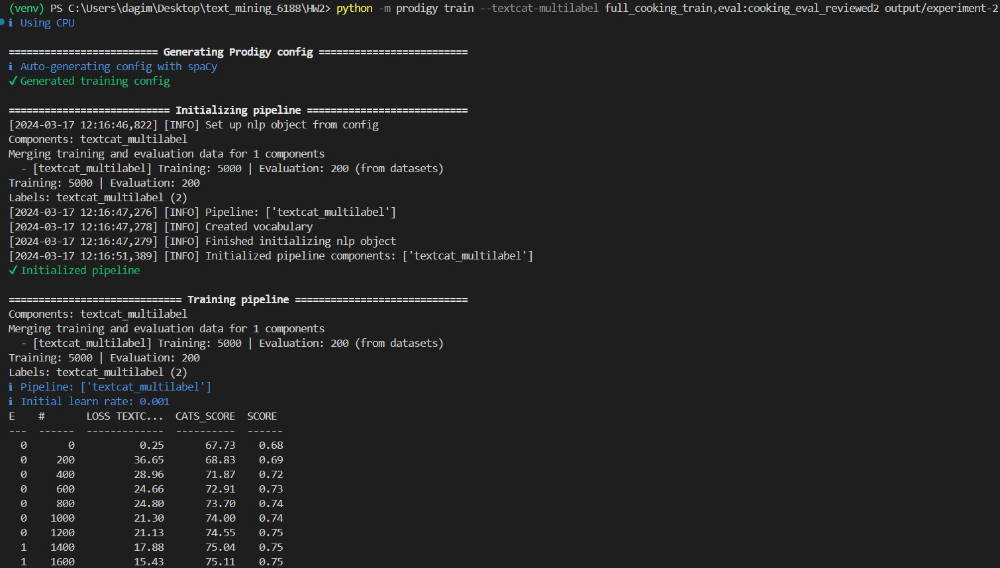 (venv) PS C:\Users\dagim\Desktop\text_mining_6188\HW2> python -m prodigy train --textcat-multilabel full_cooking_train,eval:cooking_eval_reviewed2 output/experiment-2
ℹ Using CPU
========================= Generating Prodigy config =========================
ℹ Auto-generating config with spaCy
✔ Generated training config
=========================== Initializing pipeline ===========================
[2024-03-17 12:16:46,822] [INFO] Set up nlp object from config
Components: textcat_multilabel
Merging training and evaluation data for 1 components
  - [textcat_multilabel] Training: 5000 | Evaluation: 200 (from datasets)
Training: 5000 | Evaluation: 200
Labels: textcat_multilabel (2)
[2024-03-17 12:16:47,276] [INFO] Pipeline: ['textcat_multilabel']
[2024-03-17 12:16:47,278] [INFO] Created vocabulary
[2024-03-17 12:16:47,279] [INFO] Finished initializing nlp object
[2024-03-17 12:16:51,389] [INFO] Initialized pipeline components: ['textcat_multilabel']
✔ Initialized pipeline
============================= Training pipeline =============================
Components: textcat_multilabel
Merging training and evaluation data for 1 components
  - [textcat_multilabel] Training: 5000 | Evaluation: 200 (from datasets)
Training: 5000 | Evaluation: 200
Labels: textcat_multilabel (2)
ℹ Pipeline: ['textcat_multilabel']
ℹ Initial learn rate: 0.001
E    #       LOSS TEXTC...  CATS_SCORE  SCORE
---  ------  -------------  ----------  ------
  0       0           0.25       67.73    0.68
  0     200          36.65       68.83    0.69
  0     400          28.96       71.87    0.72
  0     600          24.66       72.91    0.73
  0     800          24.80       73.70    0.74
  0    1000          21.30       74.00    0.74
  0    1200          21.13       74.55    0.75
  1    1400          17.88       75.04    0.75
  1    1600          15.43       75.11    0.75